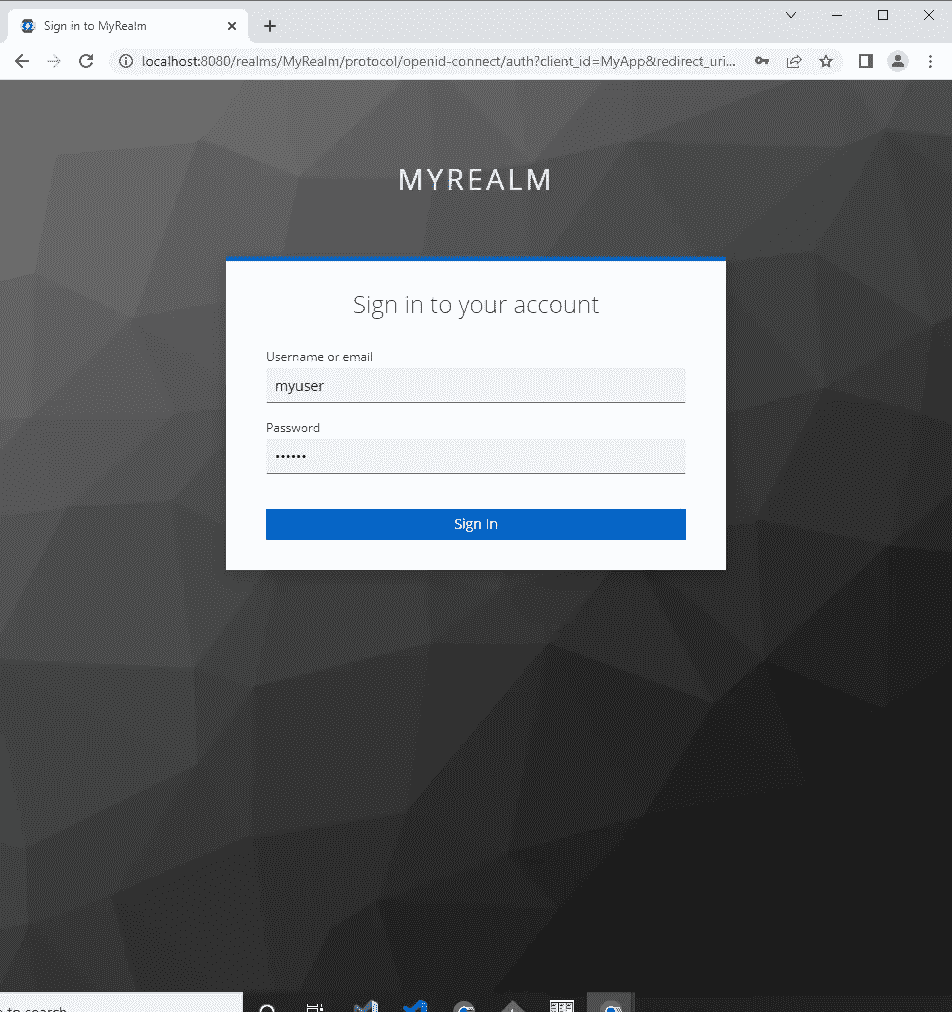 Sign in to MyRealm
localhost:8080/realms/MyRealm/protocol/openid-connect/auth?client_id=MyApp&redirect_uri...
MYREALM
Sign in to your account
Username or email
myuser
Password
••••••
Sign In
to search